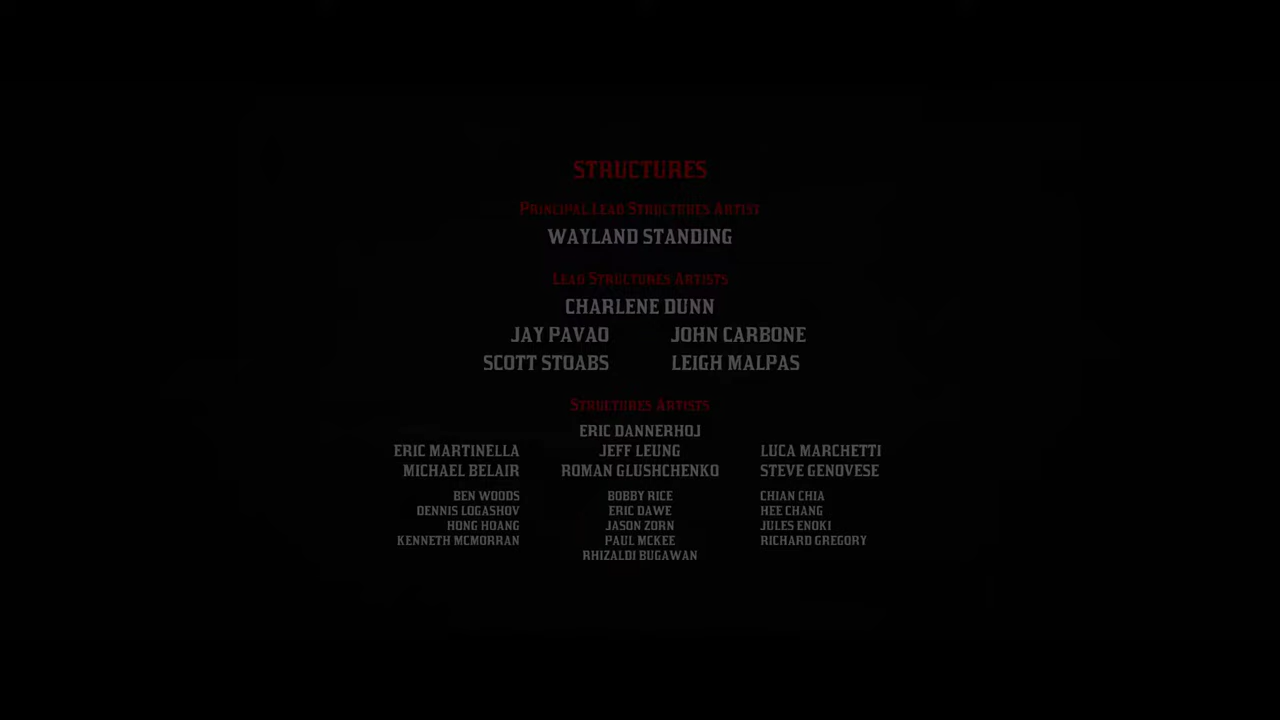 STRUCTURES
PRINCIPAL LEAD STRUCTURES ARTIST
WAYLAND STANDING
LEAD STRUCTURES ARTISTS
CHARLENE DUNN
JAY PAVAO JOHN CARBONE
SCOTT STOABS LEIGH MALPAS
STRUCTURES ARTISTS
ERIC DANNERHOJ
ERIC MARTINELLA JEFF LEUNG LUCA MARCHETTI
MICHAEL BELAIR ROMAN GLUSHCHENKO STEVE GENOVESE
BEN WOODS BOBBY RICE CHIAN CHIA
DENNIS LOGASHOV ERIC DAWE HEE CHANG
HONG HOANG JASON ZORN JULES ENOKI
KENNETH MCMORRAN PAUL MCKEE RICHARD GREGORY
RHIZALDI BUGAWAN